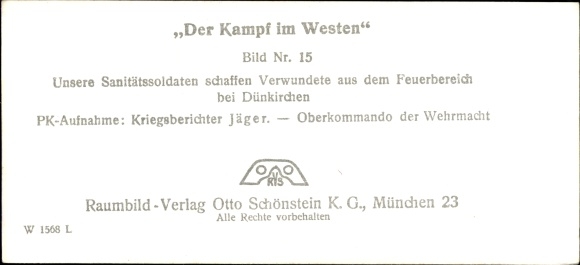 „Der Kampf im Westen“
Bild Nr. 15
Unsere Sanitätssoldaten schaffen Verwundete aus dem Feuerbereich
bei Dünkirchen
PK-Aufnahme: Kriegsberichter Jäger. — Oberkommando der Wehrmacht
RVS
Raumbild-Verlag Otto Schönstein K. G., München 23
Alle Rechte vorbehalten
W 1568 L